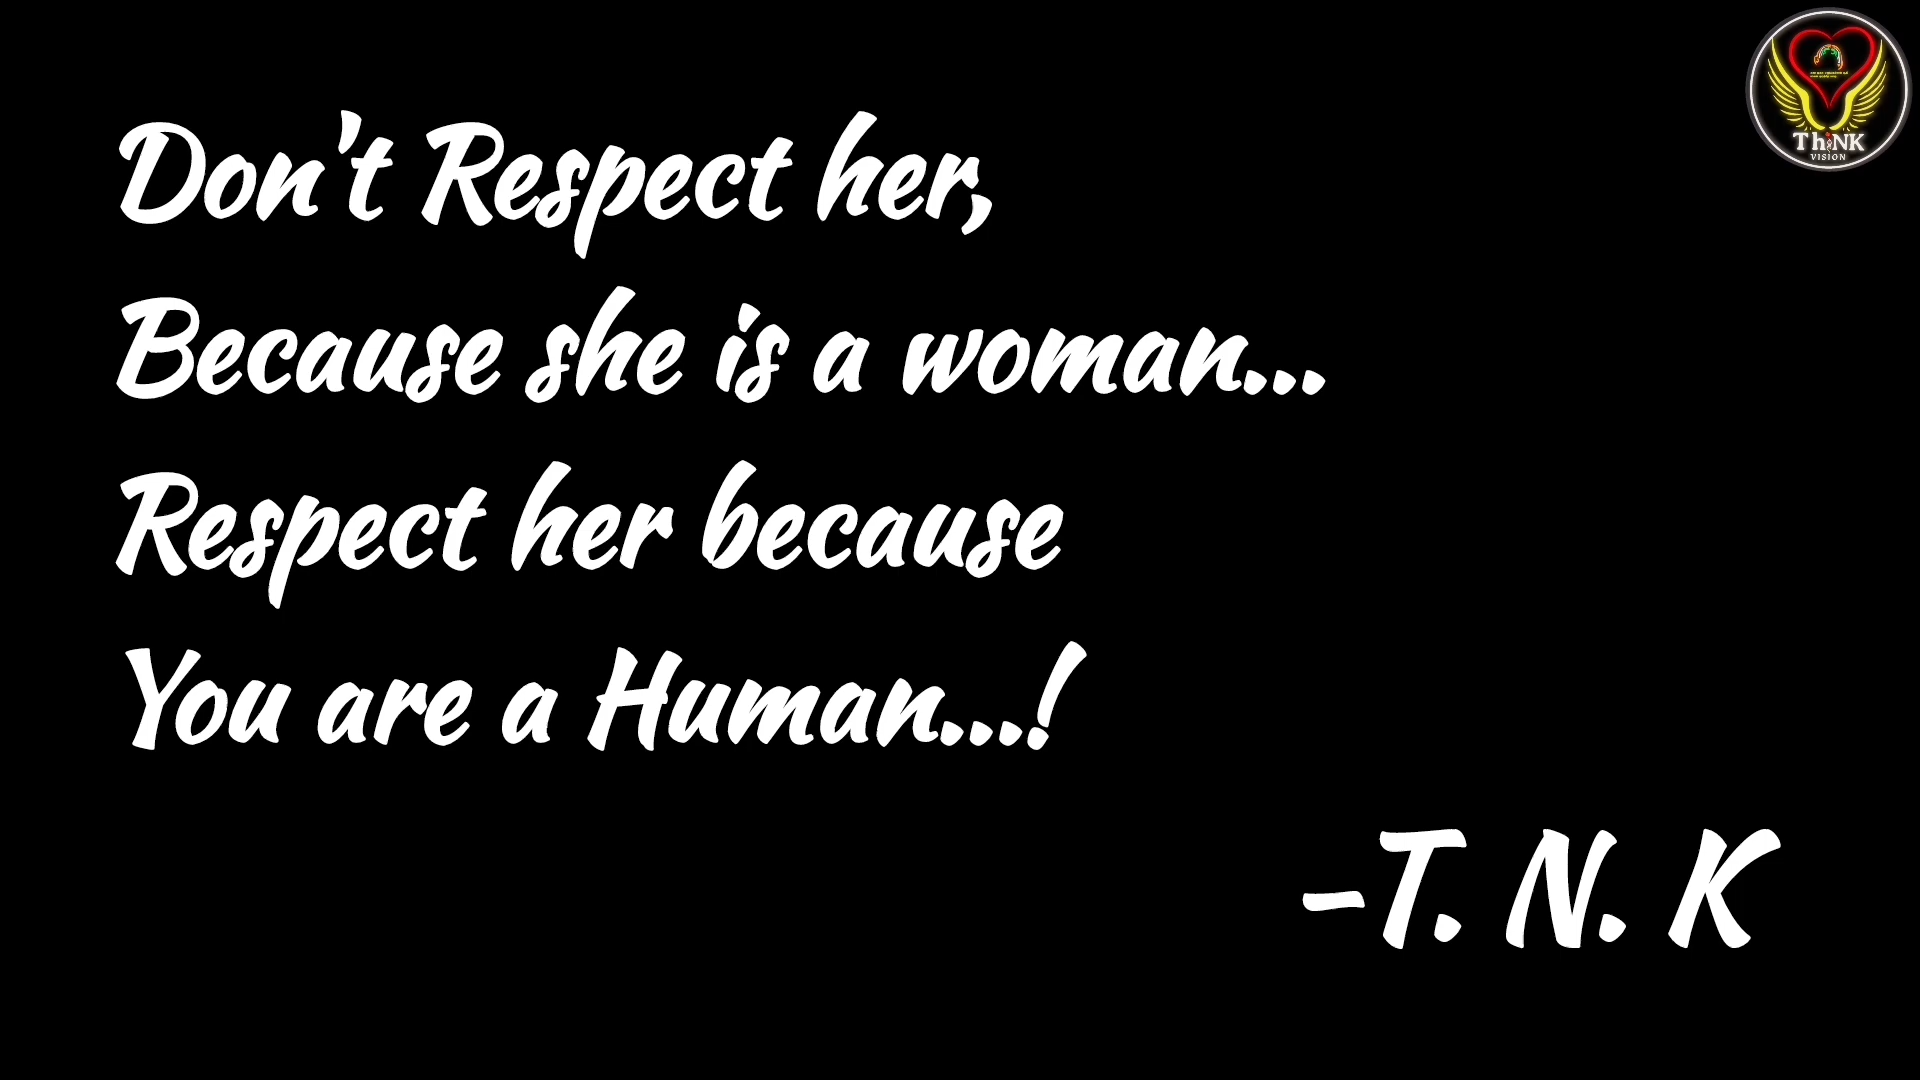 Don't Respect her,
Because she is a woman...
Respect her because
You are a Human...!
-T. N. K
ThiNK
VISION